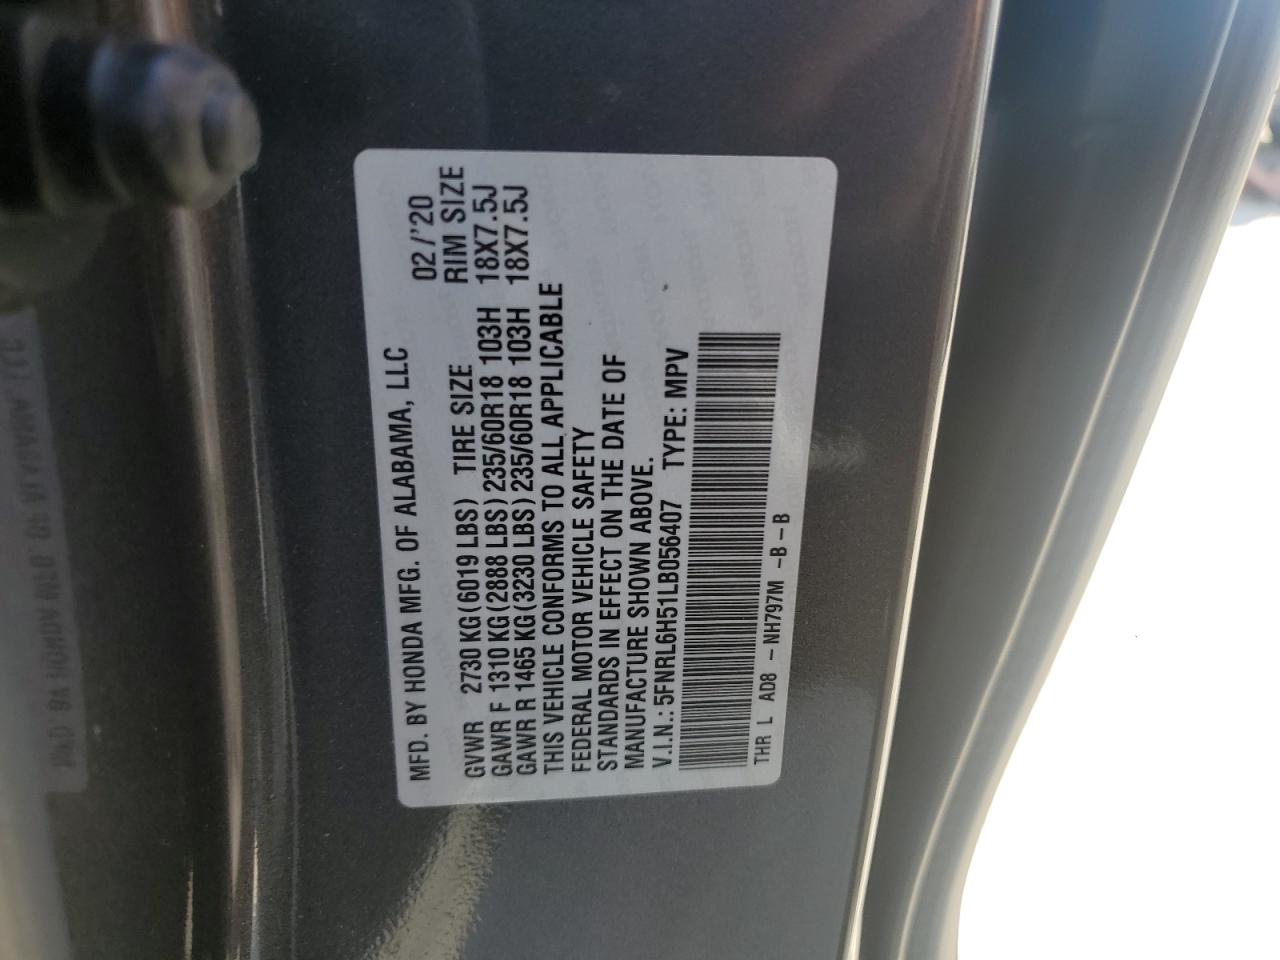 MFD. BY HONDA MFG. OF ALABAMA, LLC 02/'20
GVWR 2730 KG(6019 LBS) TIRE SIZE RIM SIZE
GAWR F 1310 KG(2888 LBS) 235/60R18 103H 18X7.5J
GAWR R 1465 KG(3230 LBS) 235/60R18 103H 18X7.5J
THIS VEHICLE CONFORMS TO ALL APPLICABLE
FEDERAL MOTOR VEHICLE SAFETY
STANDARDS IN EFFECT ON THE DATE OF
MANUFACTURE SHOWN ABOVE.
V.I.N.: 5FNRL6H51LB056407 TYPE: MPV
THR L AD8 - NH797M - B - B